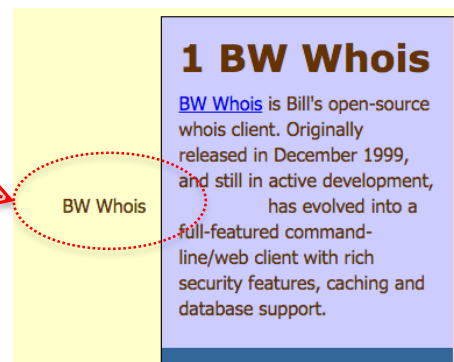 1 BW Whois
BW Whois is Bill's open-source
whois client. Originally
released in December 1999,
and still in active development,
BW Whois has evolved into a
full-featured command-
line/web client with rich
security features, caching and
database support.